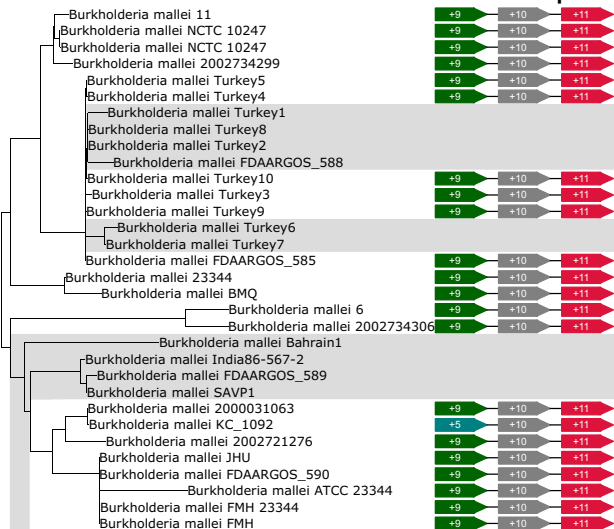 Burkholderia mallei 11 +9 +10 +11
Burkholderia mallei NCTC 10247 +9 +10 +11
Burkholderia mallei NCTC 10247 +9 +10 +11
Burkholderia mallei 2002734299 +9 +10 +11
Burkholderia mallei Turkey5 +9 +10 +11
Burkholderia mallei Turkey4 +9 +10 +11
Burkholderia mallei Turkey1
Burkholderia mallei Turkey8
Burkholderia mallei Turkey2
Burkholderia mallei FDAARGOS_588
Burkholderia mallei Turkey10 +9 +10 +11
Burkholderia mallei Turkey3 +9 +10 +11
Burkholderia mallei Turkey9 +9 +10 +11
Burkholderia mallei Turkey6
Burkholderia mallei Turkey7
Burkholderia mallei FDAARGOS_585 +9 +10 +11
Burkholderia mallei 23344 +9 +10 +11
Burkholderia mallei BMQ +9 +10 +11
Burkholderia mallei 6 +9 +10 +11
Burkholderia mallei 2002734306 +9 +10 +11
Burkholderia mallei Bahrain1
Burkholderia mallei India86-567-2
Burkholderia mallei FDAARGOS_589
Burkholderia mallei SAVP1
Burkholderia mallei 2000031063 +9 +10 +11
Burkholderia mallei KC_1092 +5 +10 +11
Burkholderia mallei 2002721276 +9 +10 +11
Burkholderia mallei JHU +9 +10 +11
Burkholderia mallei FDAARGOS_590 +9 +10 +11
Burkholderia mallei ATCC 23344 +9 +10 +11
Burkholderia mallei FMH 23344 +9 +10 +11
Burkholderia mallei FMH +9 +10 +11